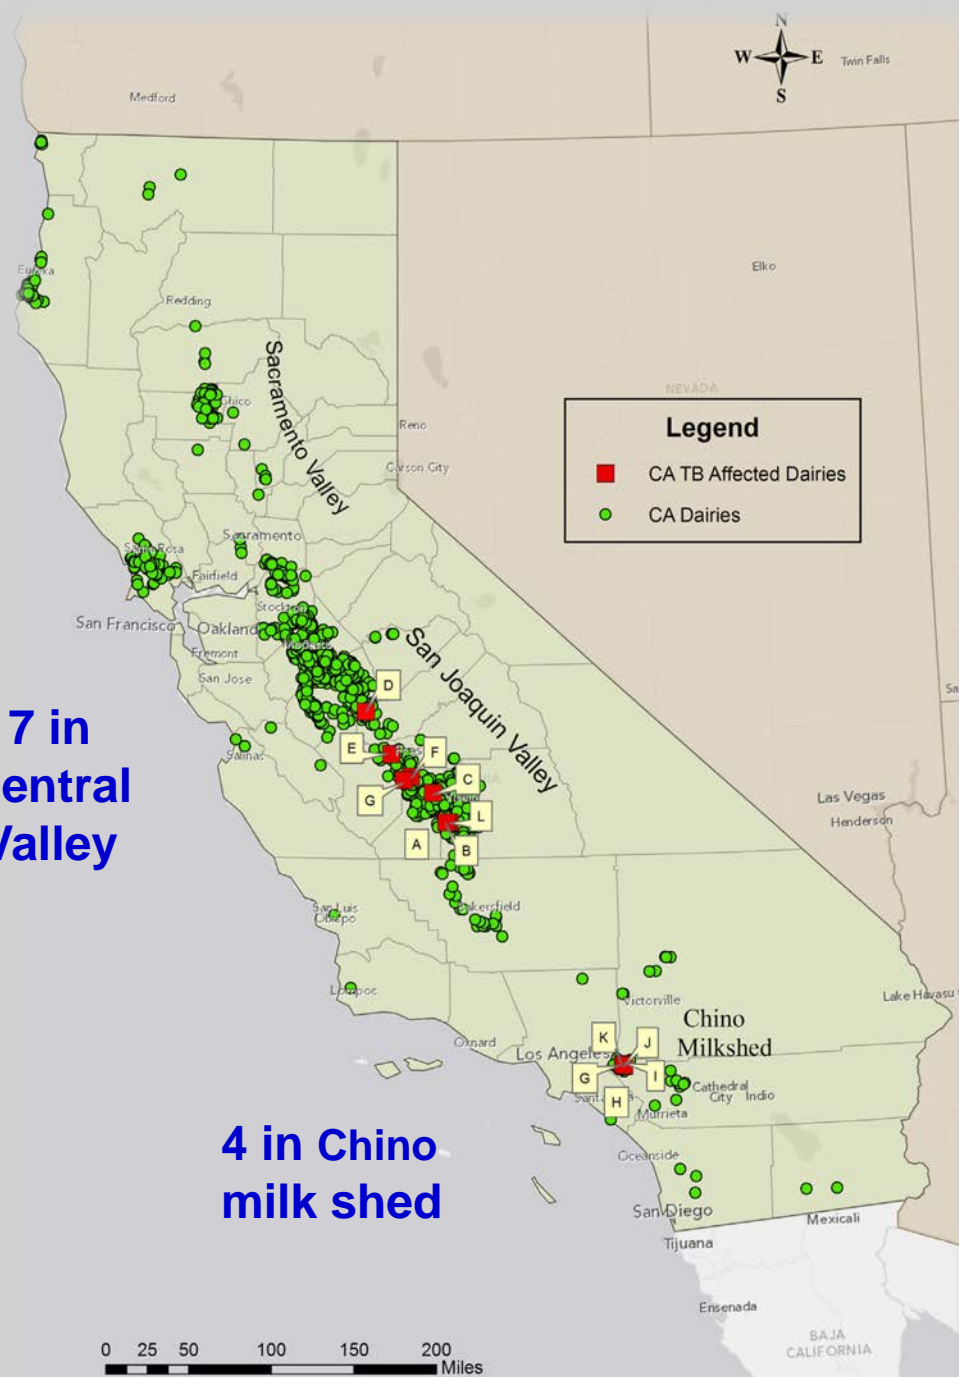 N
W E
S
Twin Falls
Medford
Elko
Eureka
Redding
Sacramento Valley
NEVADA
Chico
Reno
Carson City
Legend
CA TB Affected Dairies
CA Dairies
Santa Rosa
Sacramento
Fairfield
Stockton
San Francisco
Oakland
Modesto
Fremont
San Jose
San Joaquin Valley
D
7 in
entral
Valley
Salinas
E
F
G
C
L
A
B
Las Vegas
Henderson
San Luis
Obispo
Bakersfield
Lompoc
Victorville
Lake Havasu
Chino
Milkshed
Oxnard
Los Angeles
K
J
G
I
H
Cathedral
City
Indio
Murrieta
4 in Chino
milk shed
Oceanside
San Diego
Mexicali
Tijuana
Ensenada
BAJA
CALIFORNIA
0 25 50 100 150 200
Miles